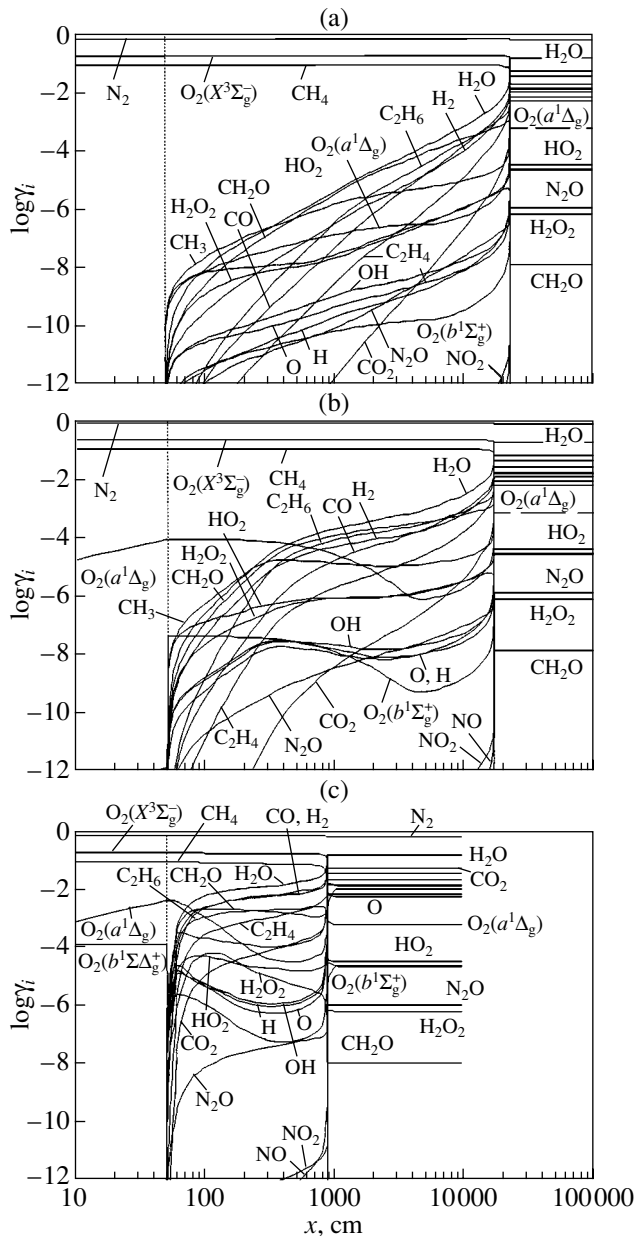 (a)
0
−2
−4
−6
−8
−10
−12
logγᵢ
N₂
O₂(X³Σg⁻)
CH₄
H₂O
H₂
C₂H₆
O₂(a¹Δg)
HO₂
CH₂O
H₂O₂
CO
CH₃
C₂H₄
OH
O₂(b¹Σg⁺)
O
H
N₂O
CO₂
NO₂
H₂O
O₂(a¹Δg)
HO₂
N₂O
H₂O₂
CH₂O
(b)
0
−2
−4
−6
−8
−10
−12
logγᵢ
N₂
O₂(X³Σg⁻)
CH₄
H₂O
H₂
CO
C₂H₆
HO₂
H₂O₂
CH₂O
O₂(a¹Δg)
CH₃
OH
O, H
O₂(b¹Σg⁺)
CO₂
N₂O
C₂H₄
NO
NO₂
H₂O
O₂(a¹Δg)
HO₂
N₂O
H₂O₂
CH₂O
(c)
0
−2
−4
−6
−8
−10
−12
logγᵢ
O₂(X³Σg⁻)
CH₄
CO, H₂
N₂
C₂H₆
CH₂O
H₂O
C₂H₄
O₂(a¹Δg)
O₂(b¹ΣΔg⁺)
H₂O₂
HO₂
H
O
CO₂
OH
N₂O
NO₂
NO
H₂O
CO₂
O
O₂(a¹Δg)
HO₂
O₂(b¹Σg⁺)
N₂O
H₂O₂
CH₂O
10
100
1000
10000
100000
x, cm